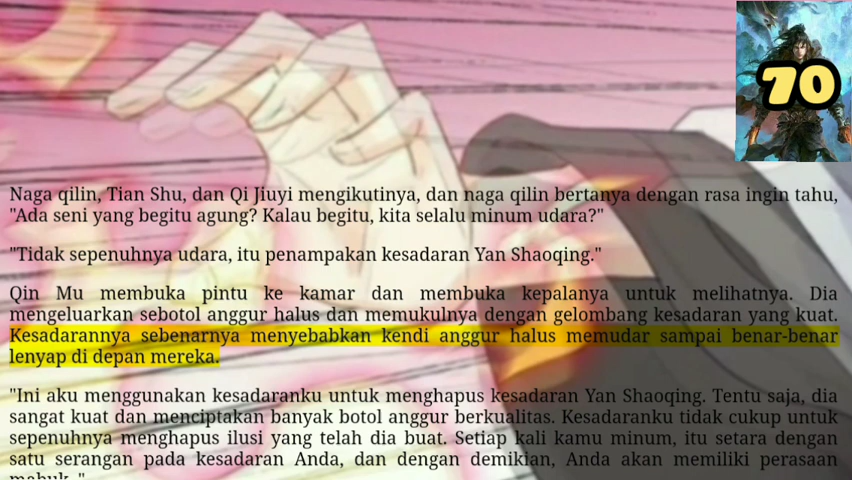 70
Naga qilin, Tian Shu, dan Qi Jiuyi mengikutinya, dan naga qilin bertanya dengan rasa ingin tahu,
"Ada seni yang begitu agung? Kalau begitu, kita selalu minum udara?"
"Tidak sepenuhnya udara, itu penampakan kesadaran Yan Shaoqing."
Qin Mu membuka pintu ke kamar dan membuka kepalanya untuk melihatnya. Dia
mengeluarkan sebotol anggur halus dan memukulnya dengan gelombang kesadaran yang kuat.
Kesadarannya sebenarnya menyebabkan kendi anggur halus memudar sampai benar-benar
lenyap di depan mereka.
"Ini aku menggunakan kesadaranku untuk menghapus kesadaran Yan Shaoqing. Tentu saja, dia
sangat kuat dan menciptakan banyak botol anggur berkualitas. Kesadaranku tidak cukup untuk
sepenuhnya menghapus ilusi yang telah dia buat. Setiap kali kamu minum, itu setara dengan
satu serangan pada kesadaran Anda, dan dengan demikian, Anda akan memiliki perasaan
mabuk."